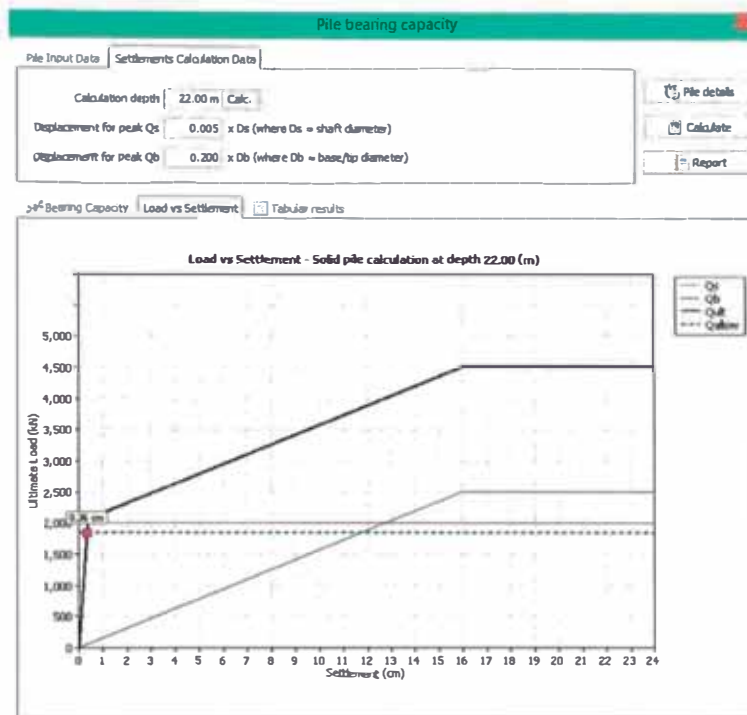 Pile bearing capacity
Pile Input Data Settlements Calculation Data
Calculation depth 22.00 m Calc.
Displacement for peak Qs 0.005 x Ds (where Ds = shaft diameter)
Displacement for peak Qb 0.200 x Db (where Db = base/tip diameter)
Pile details
Calculate
Report
Bearing Capacity Load vs Settlement Tabular results
Load vs Settlement - Solid pile calculation at depth 22.00 (m)
Qs
Qb
Qult
Qallow
5,000
4,500
4,000
3,500
3,000
2,500
2,000
1,500
1,000
500
0
Ultimate Load (kN)
0 1 2 3 4 5 6 7 8 9 10 11 12 13 14 15 16 17 18 19 20 21 22 23 24
Settlement (cm)